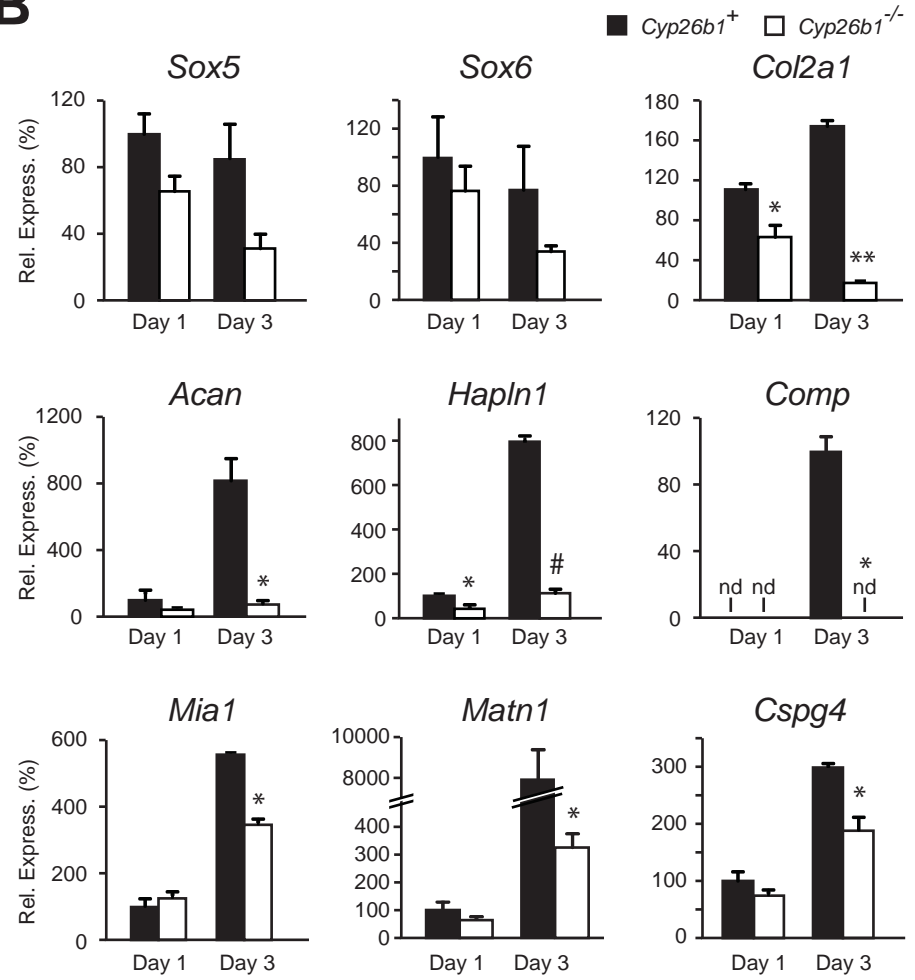 B
Cyp26b1+ Cyp26b1-/-
Sox5 Sox6 Col2a1
Rel. Express. (%)
120
80
40
0
Day 1 Day 3
120
80
40
0
Day 1 Day 3
180
160
120
80
40
0
*
**
Day 1 Day 3
Acan Hapln1 Comp
Rel. Express. (%)
1200
800
400
0
*
Day 1 Day 3
800
600
400
200
0
*
#
Day 1 Day 3
120
80
40
0
nd nd
*
nd
Day 1 Day 3
Mia1 Matn1 Cspg4
Rel. Express. (%)
600
400
200
0
*
Day 1 Day 3
10000
8000
400
300
200
100
0
*
Day 1 Day 3
300
200
100
0
*
Day 1 Day 3